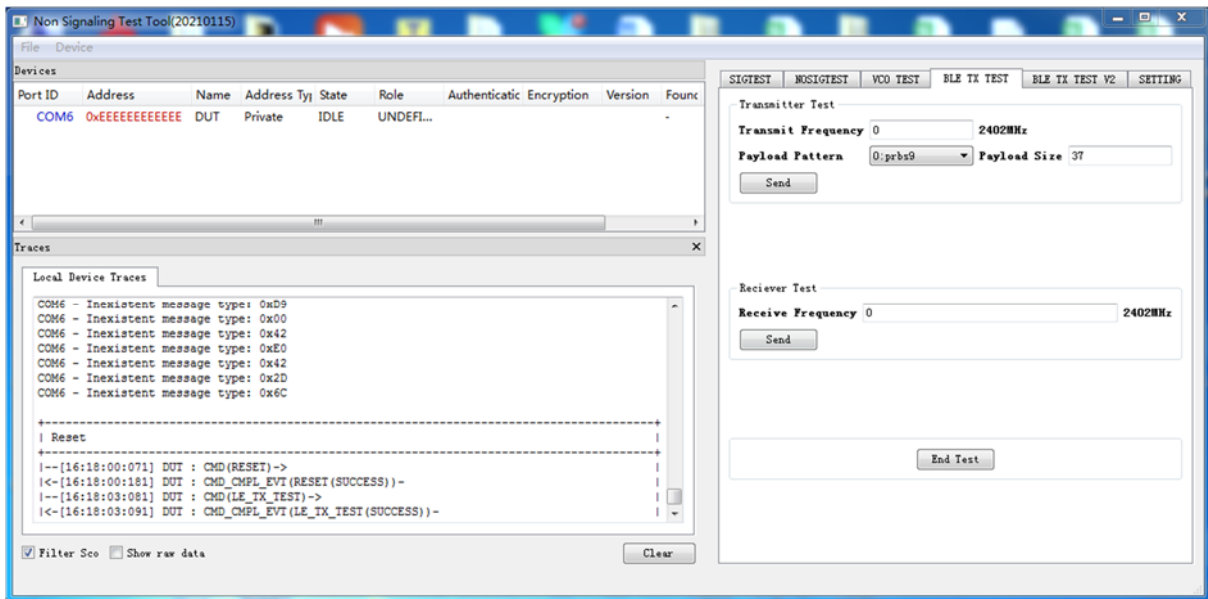 Non Signaling Test Tool(20210115)
File Device
Devices
Port ID Address Name Address Tyj State Role Authenticatic Encryption Version Founc
COM6 0xEEEEEEEEEEEE DUT Private IDLE UNDEFI... -
Traces
Local Device Traces
COM6 - Inexistent message type: 0xD9
COM6 - Inexistent message type: 0x00
COM6 - Inexistent message type: 0x42
COM6 - Inexistent message type: 0xE0
COM6 - Inexistent message type: 0x42
COM6 - Inexistent message type: 0x2D
COM6 - Inexistent message type: 0x6C
| Reset |
|--[16:18:00:071] DUT : CMD(RESET)-> |
|<-[16:18:00:181] DUT : CMD_CMPL_EVT(RESET(SUCCESS))- |
|--[16:18:03:081] DUT : CMD(LE_TX_TEST)-> |
|<-[16:18:03:091] DUT : CMD_CMPL_EVT(LE_TX_TEST(SUCCESS))- |
Filter Sco Show raw data Clear
SIGTEST NOSIGTEST VCO TEST BLE TX TEST BLE TX TEST V2 SETTING
Transmitter Test
Transmit Frequency 0 2402MHz
Payload Pattern 0:prbs9 Payload Size 37
Send
Reciever Test
Receive Frequency 0 2402MHz
Send
End Test